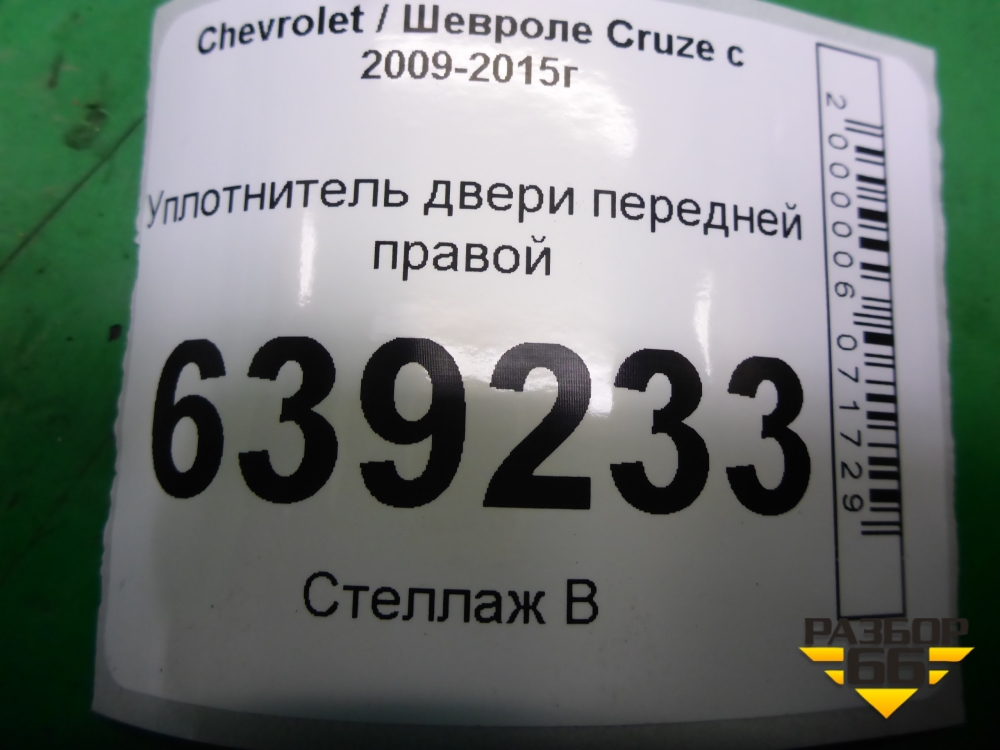 Chevrolet / Шевроле Cruze с
2009-2015г
Уплотнитель двери передней
правой
639233
Стеллаж В
2000006071729
РАЗБОР
66